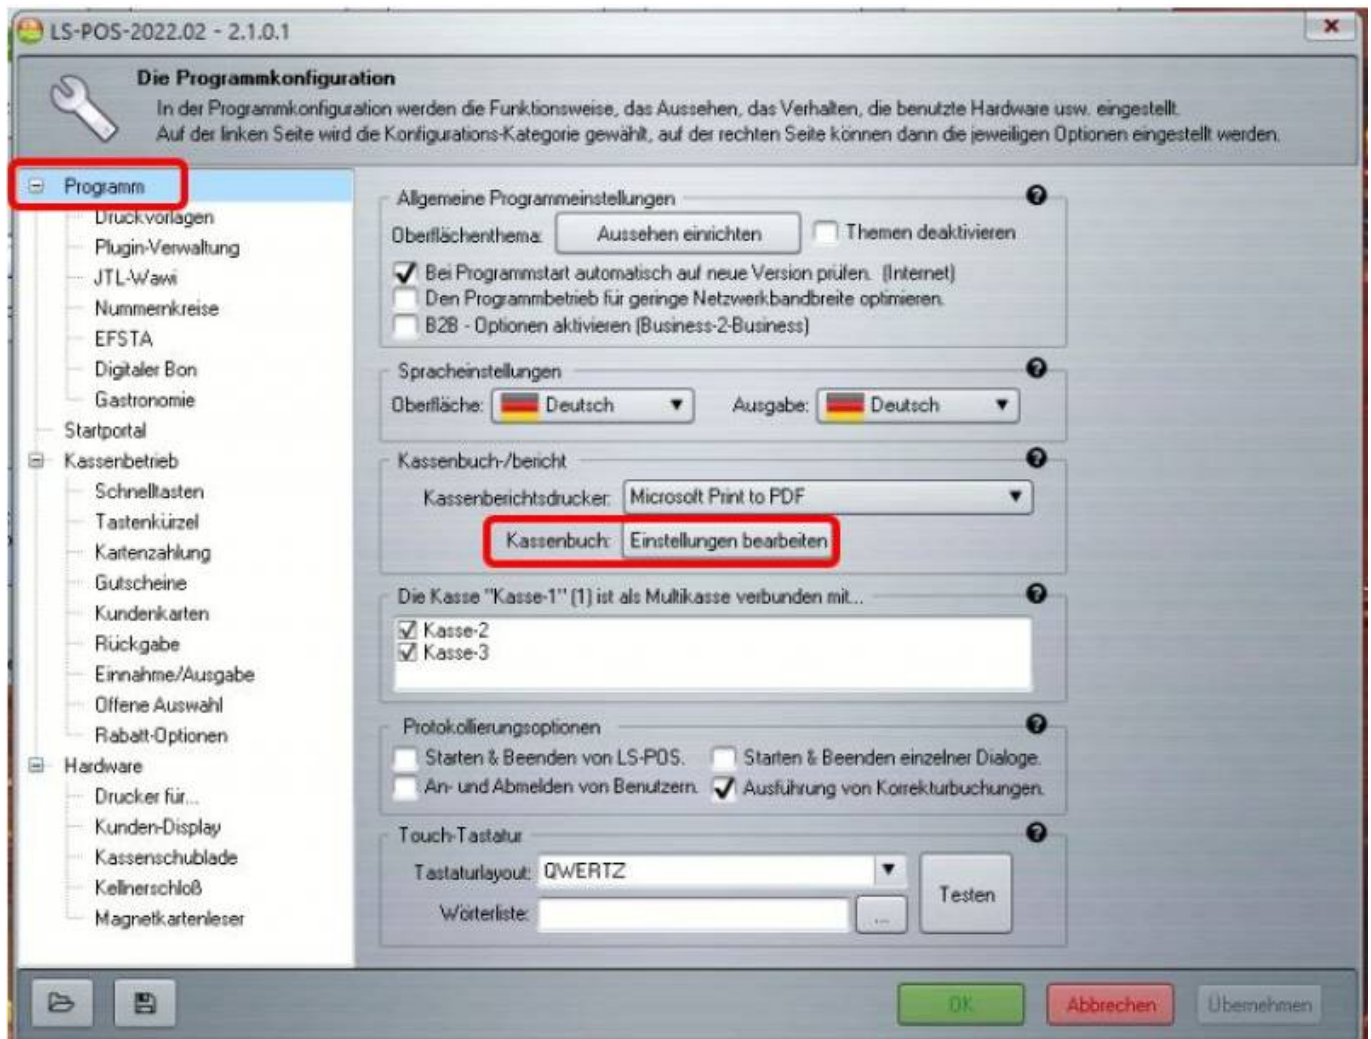 LS-POS-2022.02 - 2.1.0.1
Die Programmkonfiguration
In der Programmkonfiguration werden die Funktionsweise, das Aussehen, das Verhalten, die benutzte Hardware usw. eingestellt.
Auf der linken Seite wird die Konfigurations-Kategorie gewählt, auf der rechten Seite können dann die jeweiligen Optionen eingestellt werden.
Programm
Druckvorlagen
Plugin-Verwaltung
JTL-Wawi
Nummernkreise
EFSTA
Digitaler Bon
Gastronomie
Startportal
Kassenbetrieb
Schnelltasten
Tastenkürzel
Kartenzahlung
Gutscheine
Kundenkarten
Rückgabe
Einnahme/Ausgabe
Offene Auswahl
Rabatt-Optionen
Hardware
Drucker für...
Kunden-Display
Kassenschublade
Kellnerschloß
Magnetkartenleser
Allgemeine Programmeinstellungen
Oberflächenthema: Aussehen einrichten Themen deaktivieren
Bei Programmstart automatisch auf neue Version prüfen. (Internet)
Den Programmbetrieb für geringe Netzwerkbandbreite optimieren.
B2B - Optionen aktivieren (Business-2-Business)
Spracheinstellungen
Oberfläche: Deutsch Ausgabe: Deutsch
Kassenbuch-/bericht
Kassenberichtsdrucker: Microsoft Print to PDF
Kassenbuch: Einstellungen bearbeiten
Die Kasse "Kasse-1" (1) ist als Multikasse verbunden mit...
Kasse-2
Kasse-3
Protokollierungsoptionen
Starten & Beenden von LS-POS. Starten & Beenden einzelner Dialoge.
An- und Abmelden von Benutzern. Ausführung von Korrekturbuchungen.
Touch-Tastatur
Tastaturlayout: QWERTZ
Wörterliste: ... Testen
OK Abbrechen Übernehmen